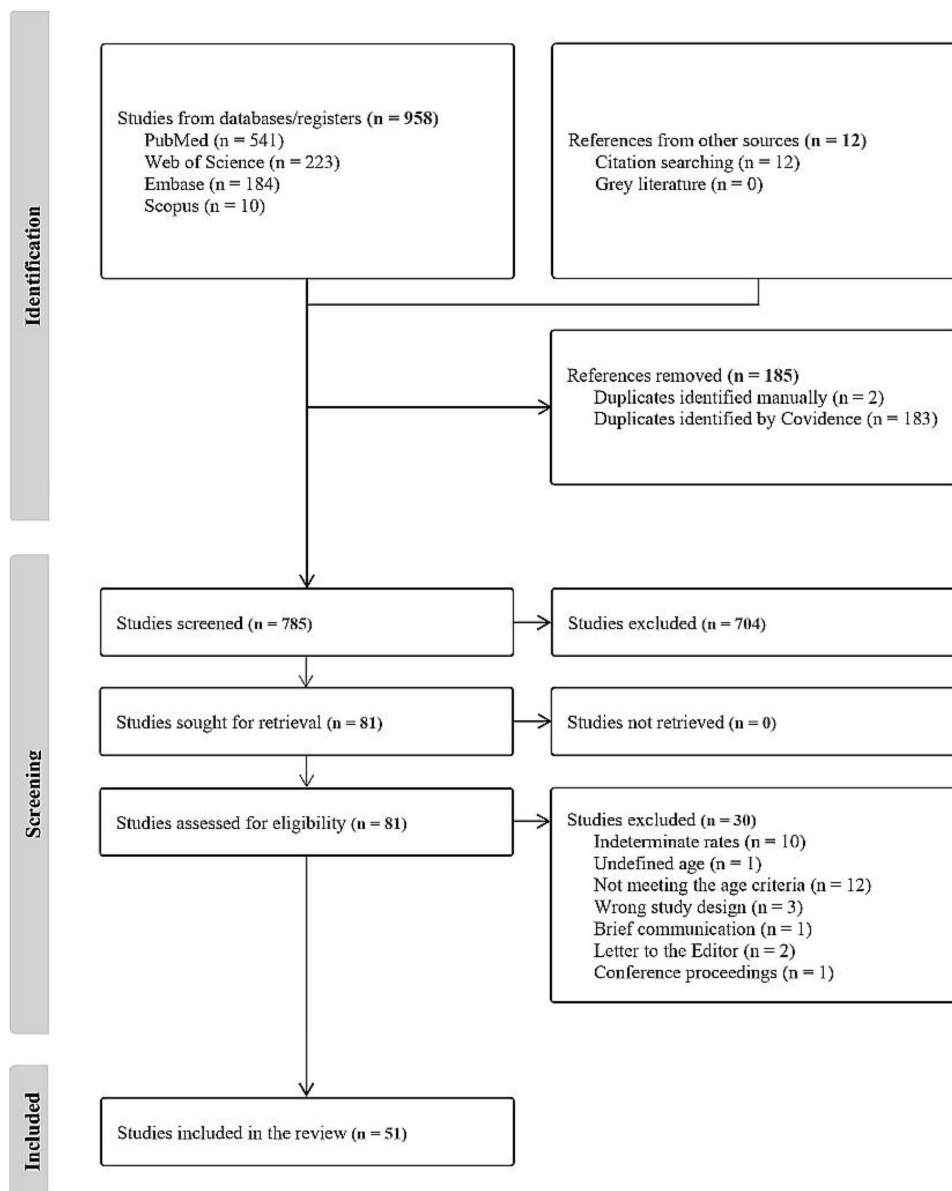 Identification
Studies from databases/registers (n = 958)
PubMed (n = 541)
Web of Science (n = 223)
Embase (n = 184)
Scopus (n = 10)
References from other sources (n = 12)
Citation searching (n = 12)
Grey literature (n = 0)
References removed (n = 185)
Duplicates identified manually (n = 2)
Duplicates identified by Covidence (n = 183)
Screening
Studies screened (n = 785)
Studies excluded (n = 704)
Studies sought for retrieval (n = 81)
Studies not retrieved (n = 0)
Studies assessed for eligibility (n = 81)
Studies excluded (n = 30)
Indeterminate rates (n = 10)
Undefined age (n = 1)
Not meeting the age criteria (n = 12)
Wrong study design (n = 3)
Brief communication (n = 1)
Letter to the Editor (n = 2)
Conference proceedings (n = 1)
Included
Studies included in the review (n = 51)